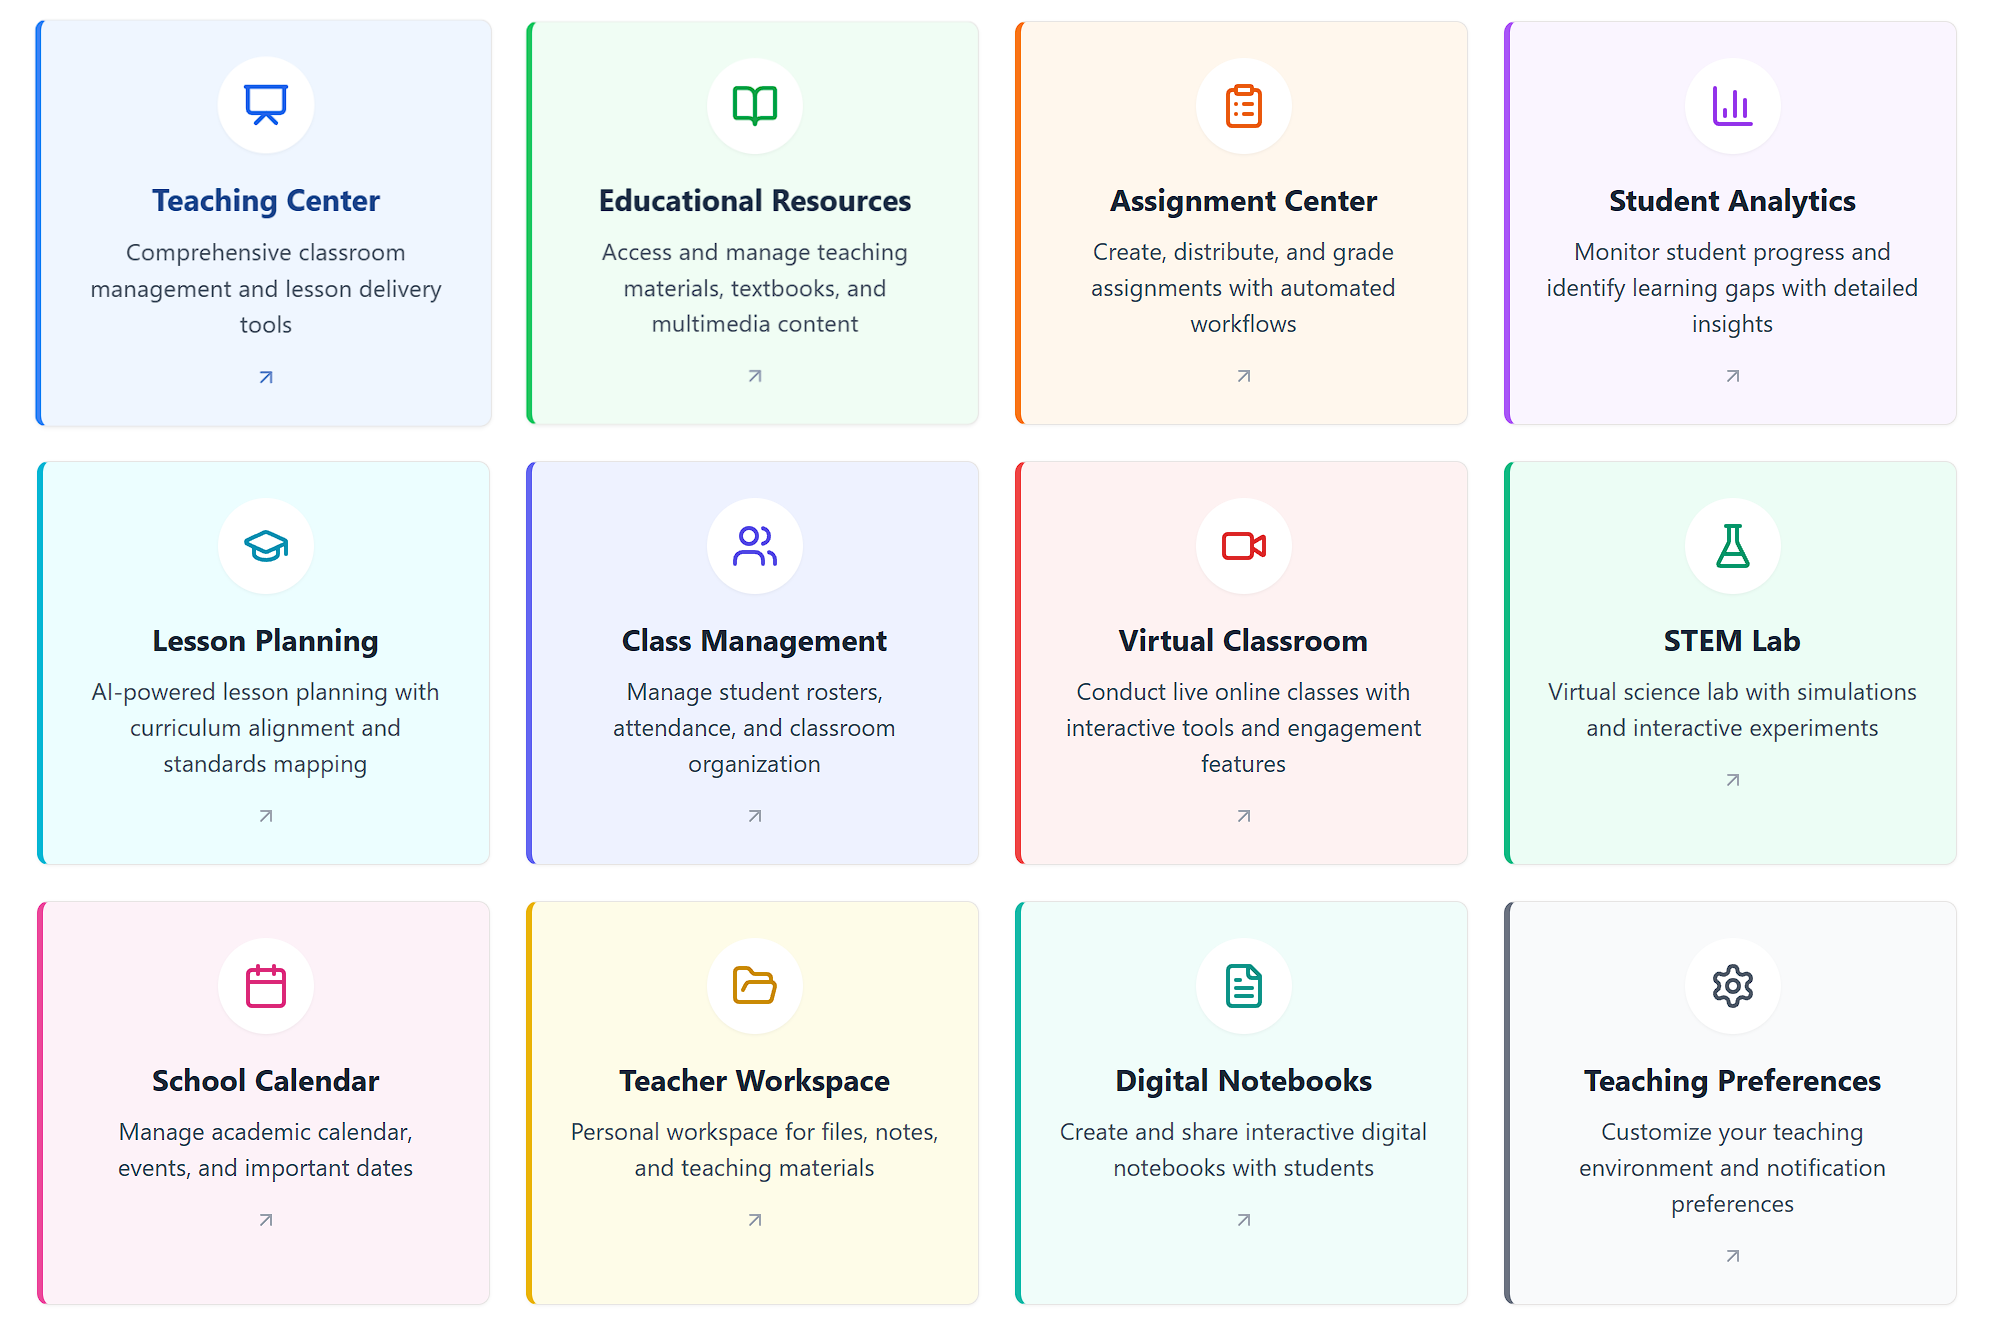 Teaching Center
Comprehensive classroom
management and lesson delivery
tools
Educational Resources
Access and manage teaching
materials, textbooks, and
multimedia content
Assignment Center
Create, distribute, and grade
assignments with automated
workflows
Student Analytics
Monitor student progress and
identify learning gaps with detailed
insights
Lesson Planning
AI-powered lesson planning with
curriculum alignment and
standards mapping
Class Management
Manage student rosters,
attendance, and classroom
organization
Virtual Classroom
Conduct live online classes with
interactive tools and engagement
features
STEM Lab
Virtual science lab with simulations
and interactive experiments
School Calendar
Manage academic calendar,
events, and important dates
Teacher Workspace
Personal workspace for files, notes,
and teaching materials
Digital Notebooks
Create and share interactive digital
notebooks with students
Teaching Preferences
Customize your teaching
environment and notification
preferences